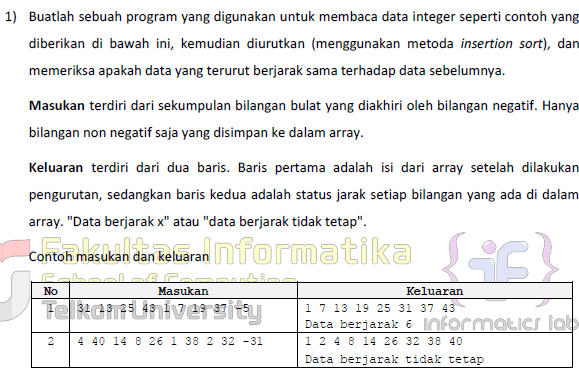 1) Buatlah sebuah program yang digunakan untuk membaca data integer seperti contoh yang
diberikan di bawah ini, kemudian diurutkan (menggunakan metoda insertion sort), dan
memeriksa apakah data yang terurut berjarak sama terhadap data sebelumnya.
Masukan terdiri dari sekumpulan bilangan bulat yang diakhiri oleh bilangan negatif. Hanya
bilangan non negatif saja yang disimpan ke dalam array.
Keluaran terdiri dari dua baris. Baris pertama adalah isi dari array setelah dilakukan
pengurutan, sedangkan baris kedua adalah status jarak setiap bilangan yang ada di dalam
array. "Data berjarak x" atau "data berjarak tidak tetap".
Fakultas Informatika
Contoh masukan dan keluaran
School of Computing
No Masukan Keluaran
1 31 13 25 43 1 7 19 37 -5 1 7 13 19 25 31 37 43
Telkom University
Data berjarak 6
informatics lab
2 4 40 14 8 26 1 38 2 32 -31 1 2 4 8 14 26 32 38 40
Data berjarak tidak tetap